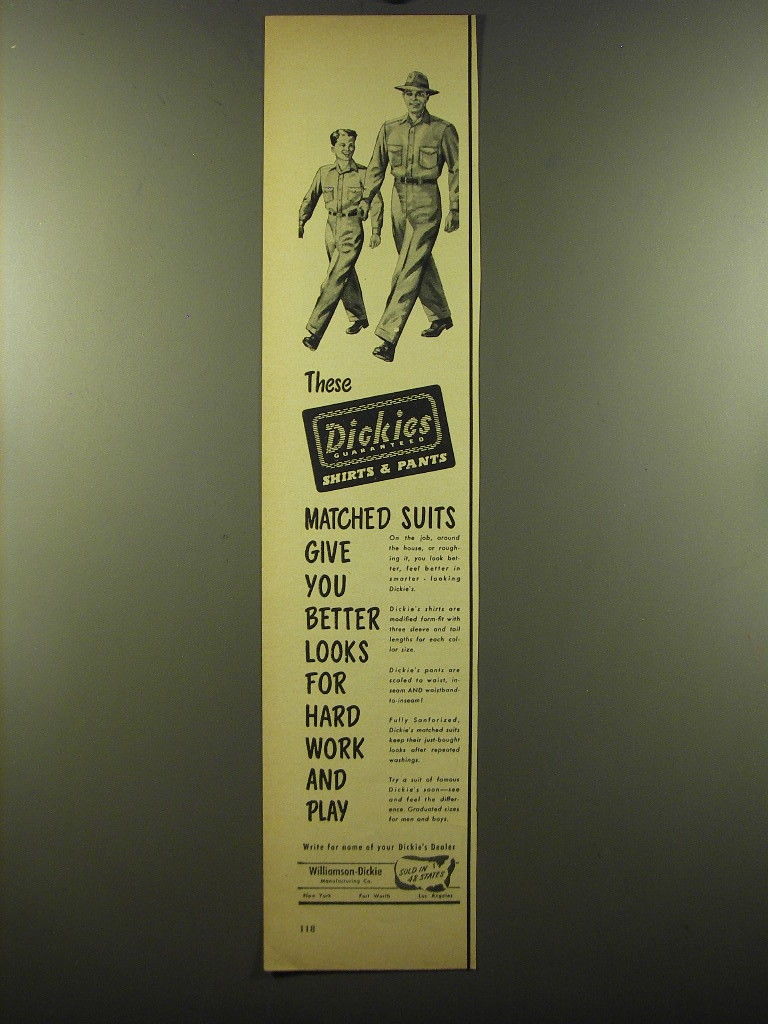 These
Dickies
GUARANTEED
SHIRTS & PANTS
MATCHED SUITS
GIVE
YOU
BETTER
LOOKS
FOR
HARD
WORK
AND
PLAY
On the job, around
the house, or rough-
ing it, you look bet-
ter, feel better in
smarter - looking
Dickie's.
Dickie's shirts are
modified form-fit with
three sleeve and tail
lengths for each col-
lar size.
Dickie's pants are
scaled to waist, in-
seam AND waistband-
to-inseam!
Fully Sanforized,
Dickie's matched suits
keep their just-bought
looks after repeated
washings.
Try a suit of famous
Dickie's soon—see
and feel the differ-
ence. Graduated sizes
for men and boys.
Write for name of your Dickie's Dealer
Williamson-Dickie
Manufacturing Co.
SOLD IN
48 STATES
New York Fort Worth Los Angeles
118